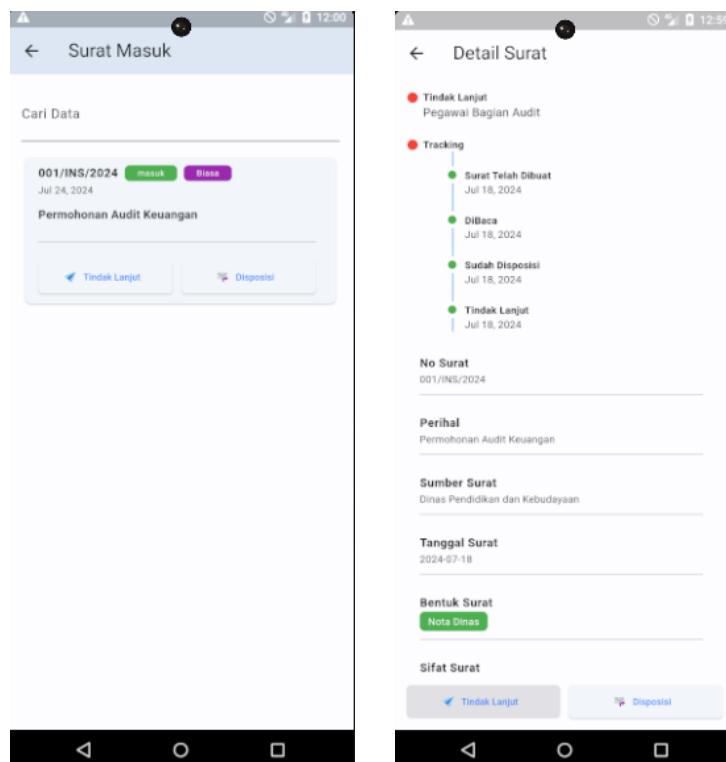 12:00
Surat Masuk
Cari Data
001/INS/2024 masuk Biasa
Jul 24, 2024
Permohonan Audit Keuangan
Tindak Lanjut Disposisi
12:59
Detail Surat
Tindak Lanjut
Pegawai Bagian Audit
Tracking
Surat Telah Dibuat
Jul 18, 2024
DiBaca
Jul 18, 2024
Sudah Disposisi
Jul 18, 2024
Tindak Lanjut
Jul 18, 2024
No Surat
001/INS/2024
Perihal
Permohonan Audit Keuangan
Sumber Surat
Dinas Pendidikan dan Kebudayaan
Tanggal Surat
2024-07-18
Bentuk Surat
Nota Dinas
Sifat Surat
Tindak Lanjut Disposisi